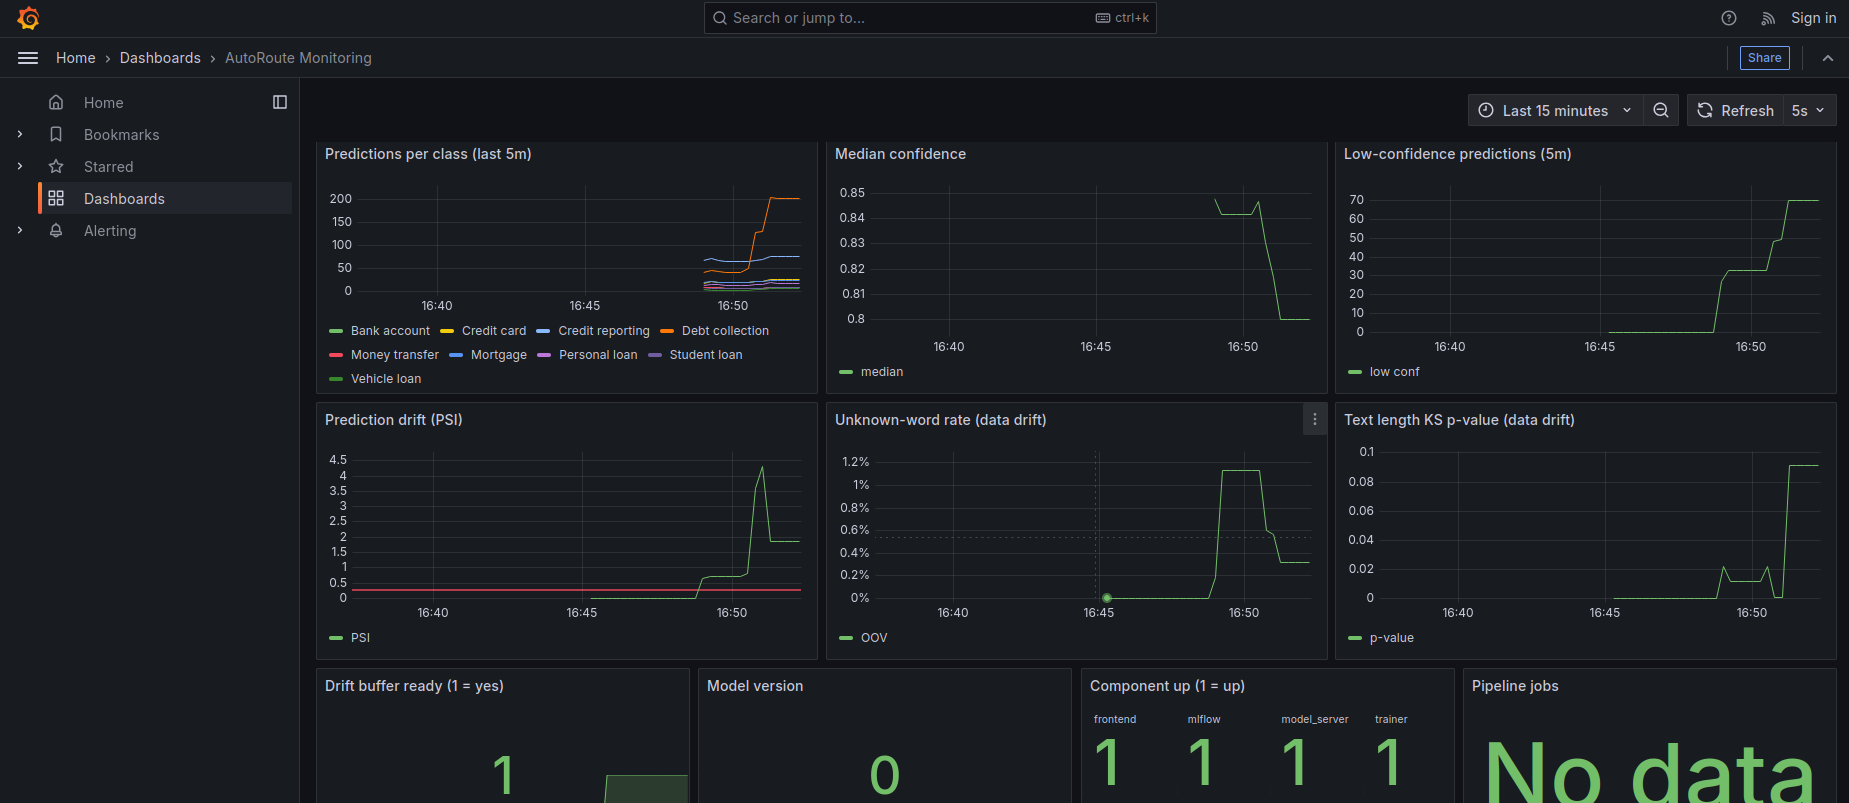 Search or jump to... ctrl+k Sign in
Home › Dashboards › AutoRoute Monitoring Share
Home
Bookmarks
Starred
Dashboards
Alerting
Last 15 minutes Refresh 5s
Predictions per class (last 5m)
200
150
100
50
0
16:40 16:45 16:50
Bank account Credit card Credit reporting Debt collection
Money transfer Mortgage Personal loan Student loan
Vehicle loan
Median confidence
0.85
0.84
0.83
0.82
0.81
0.8
16:40 16:45 16:50
median
Low-confidence predictions (5m)
70
60
50
40
30
20
10
0
16:40 16:45 16:50
low conf
Prediction drift (PSI)
4.5
4
3.5
3
2.5
2
1.5
1
0.5
0
16:40 16:45 16:50
PSI
Unknown-word rate (data drift)
1.2%
1%
0.8%
0.6%
0.4%
0.2%
0%
16:40 16:45 16:50
OOV
Text length KS p-value (data drift)
0.1
0.08
0.06
0.04
0.02
0
16:40 16:45 16:50
p-value
Drift buffer ready (1 = yes)
1
Model version
0
Component up (1 = up)
frontend mlflow model_server trainer
1 1 1 1
Pipeline jobs
No data